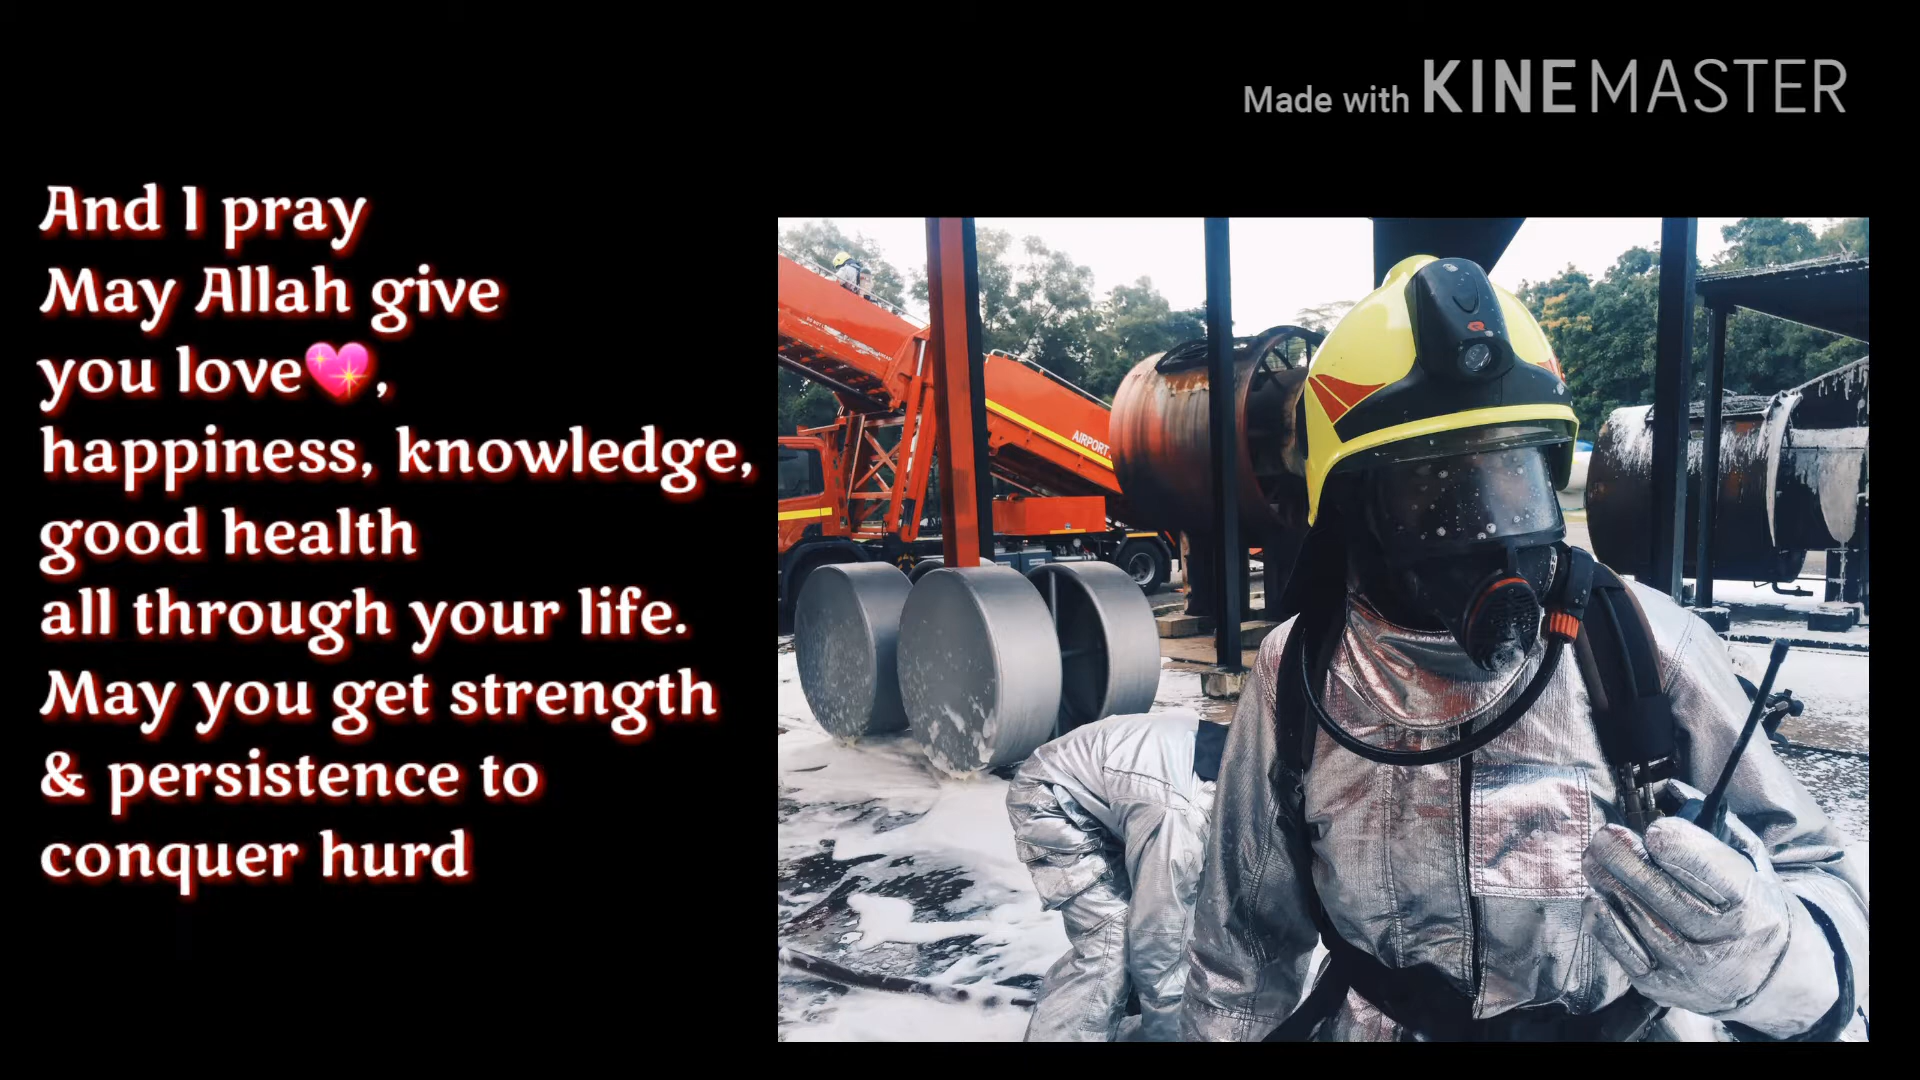 Made with KINEMASTER
And I pray
May Allah give
you love💖,
happiness, knowledge,
good health
all through your life.
May you get strength
& persistence to
conquer hurd
AIRPORT